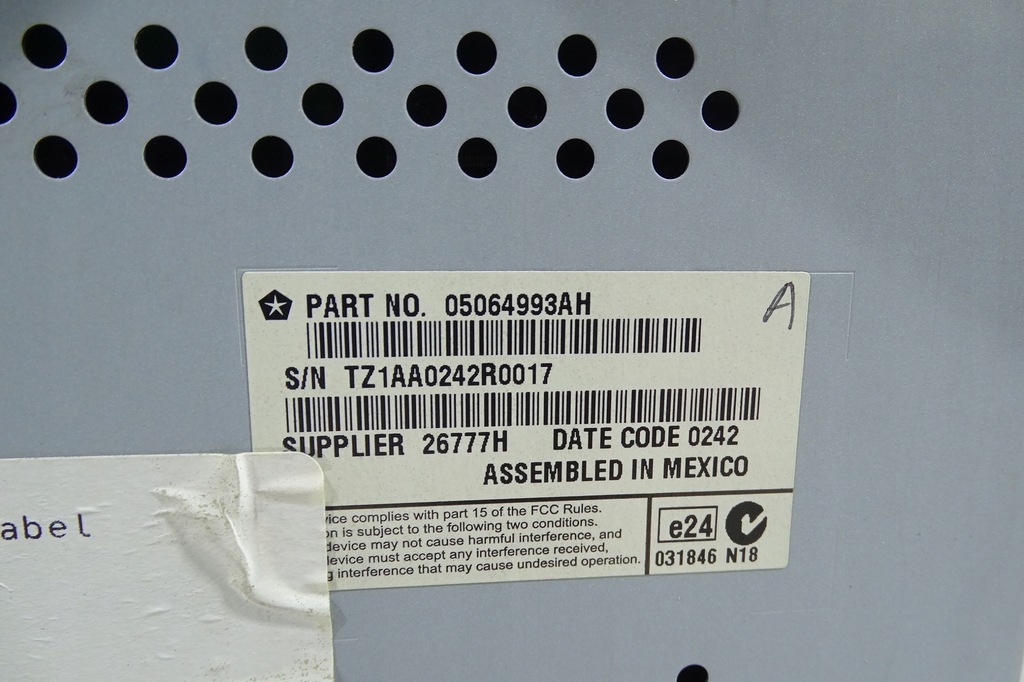 PART NO. 05064993AH
A
S/N TZ1AA0242R0017
SUPPLIER 26777H DATE CODE 0242
ASSEMBLED IN MEXICO
abel
vice complies with part 15 of the FCC Rules.
on is subject to the following two conditions.
device may not cause harmful interference, and
device must accept any interference received,
g interference that may cause undesired operation.
e24
031846 N18